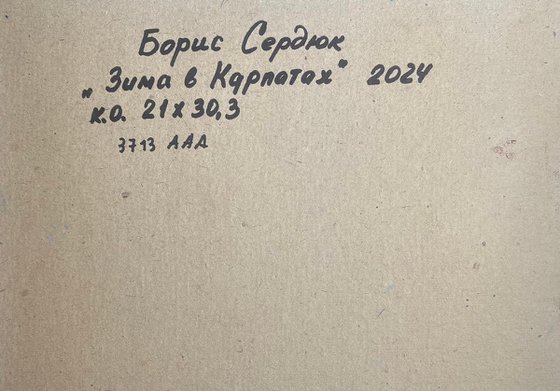 Борис Сердюк
„Зима в Карпатах" 2024
к.о. 21х30,3
3713 ААА